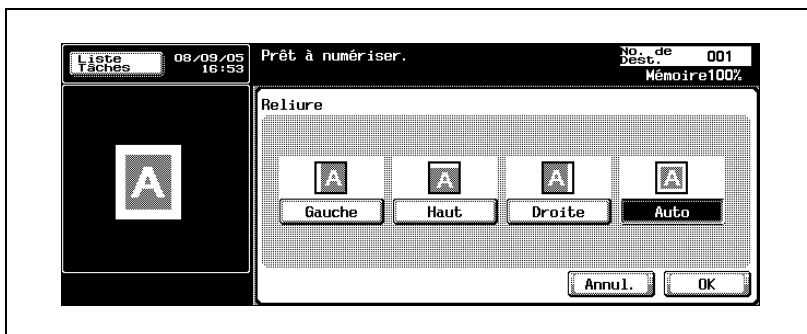 Liste
Tâches
08/09/05
16:53
Prêt à numériser.
No. de
Dest.
001
Mémoire100%
Reliure
A
A
A
A
A
Gauche
Haut
Droite
Auto
Annul.
OK